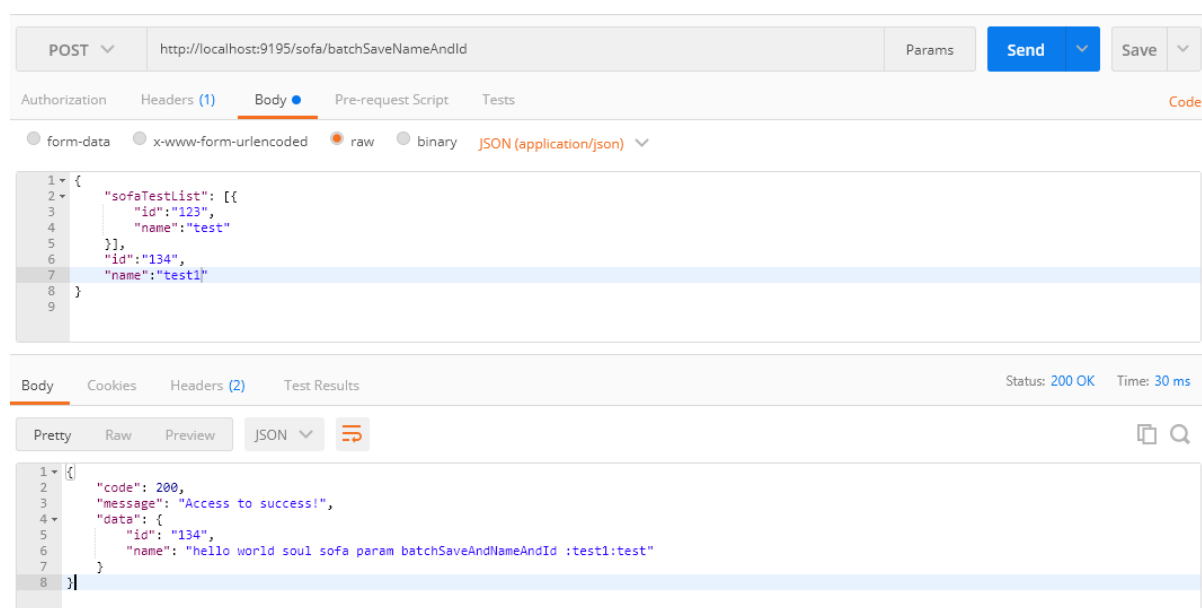 POST http://localhost:9195/sofa/batchSaveNameAndId Params Send Save
Authorization Headers (1) Body Pre-request Script Tests Code
form-data x-www-form-urlencoded raw binary JSON (application/json)
1 {
2 "sofaTestList": [{
3 "id":"123",
4 "name":"test"
5 }],
6 "id":"134",
7 "name":"test1"
8 }
9
Body Cookies Headers (2) Test Results Status: 200 OK Time: 30 ms
Pretty Raw Preview JSON
1 {
2 "code": 200,
3 "message": "Access to success!",
4 "data": {
5 "id": "134",
6 "name": "hello world soul sofa param batchSaveAndNameAndId :test1:test"
7 }
8 }